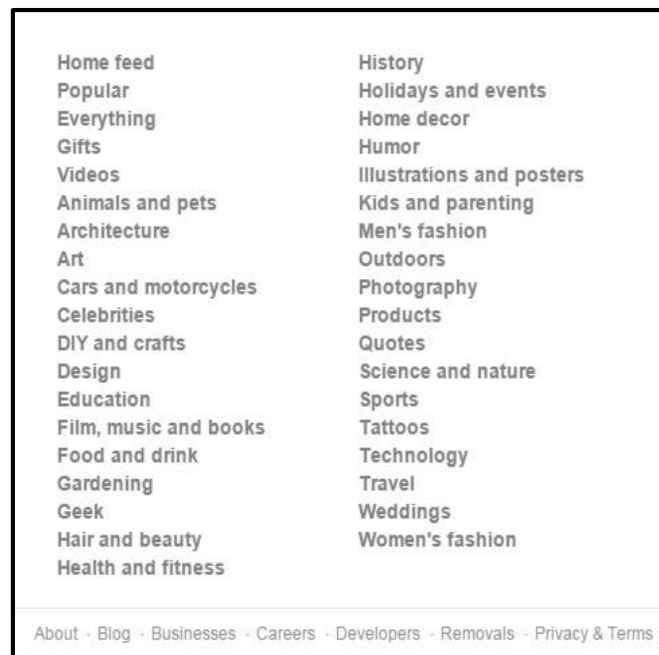 Home feed
Popular
Everything
Gifts
Videos
Animals and pets
Architecture
Art
Cars and motorcycles
Celebrities
DIY and crafts
Design
Education
Film, music and books
Food and drink
Gardening
Geek
Hair and beauty
Health and fitness
History
Holidays and events
Home decor
Humor
Illustrations and posters
Kids and parenting
Men's fashion
Outdoors
Photography
Products
Quotes
Science and nature
Sports
Tattoos
Technology
Travel
Weddings
Women's fashion
About · Blog · Businesses · Careers · Developers · Removals · Privacy & Terms